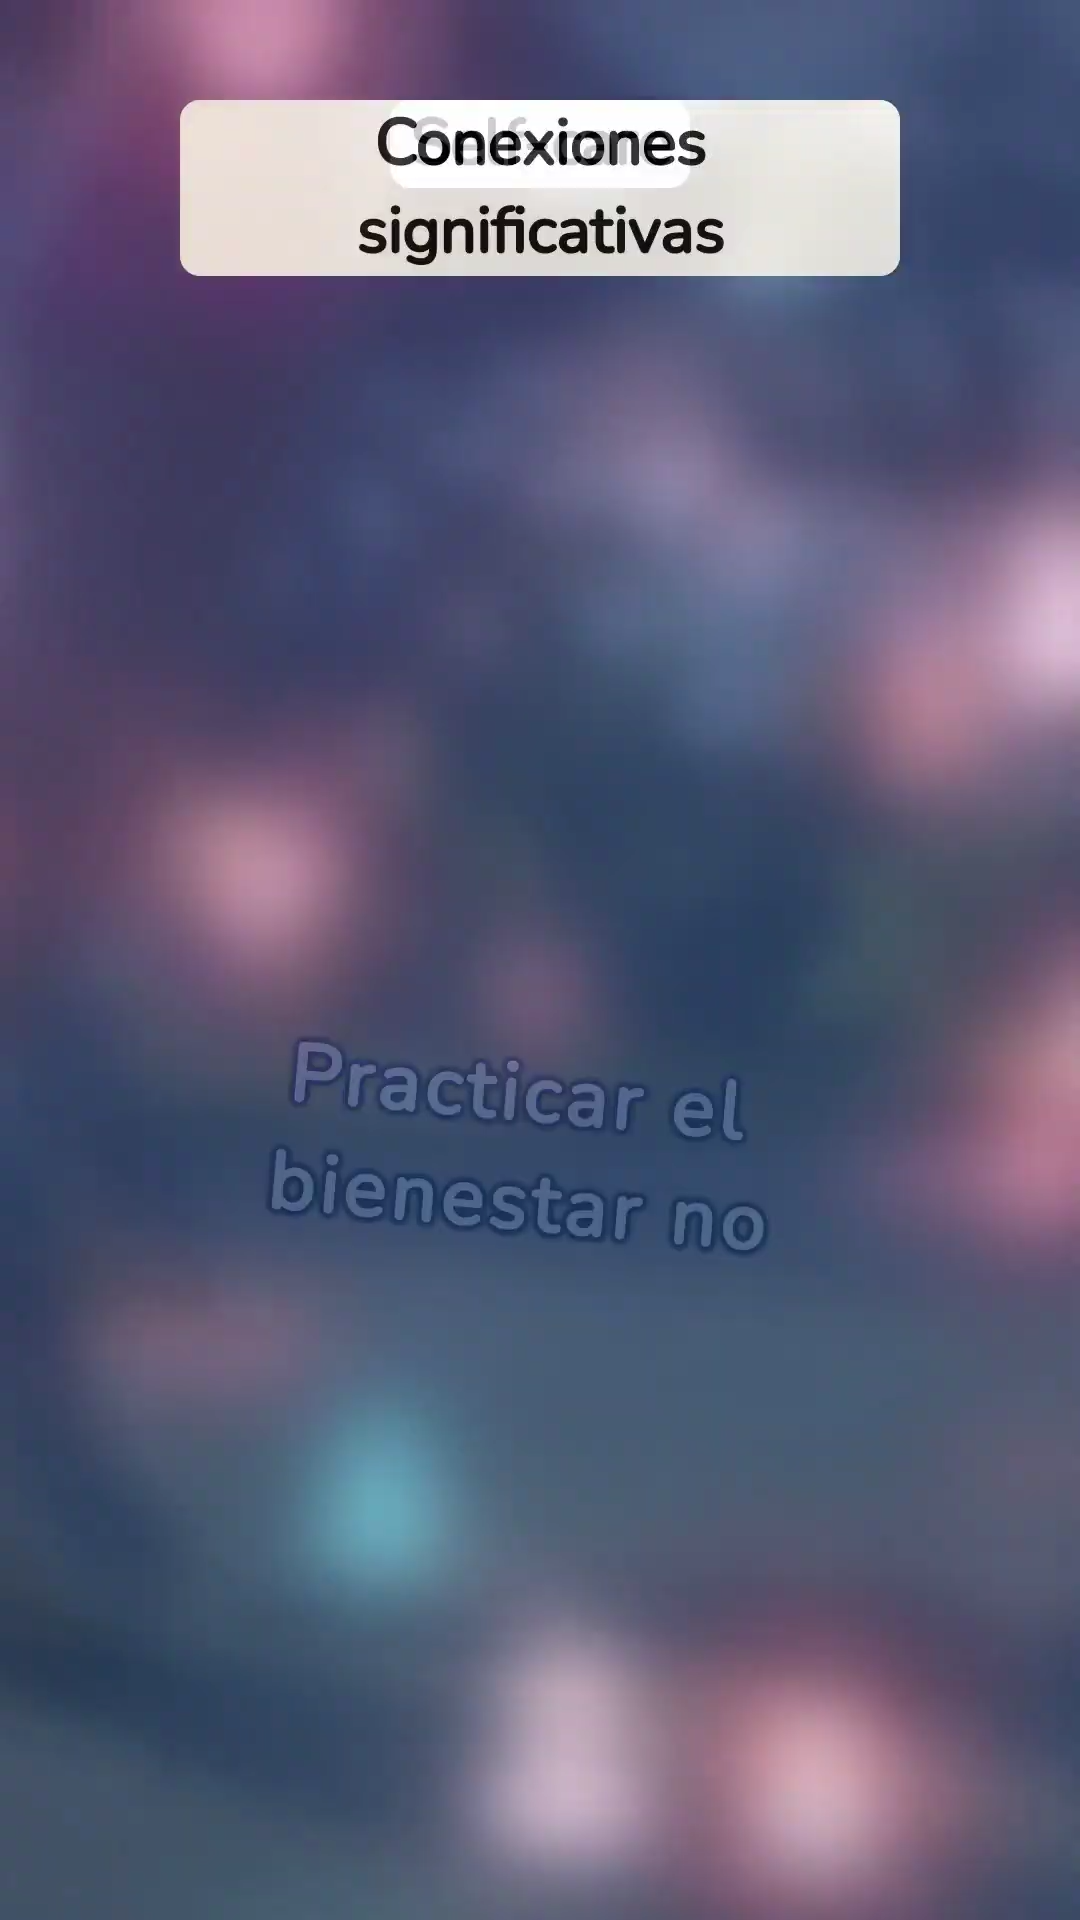 Conexiones
significativas
Practicar el
bienestar no